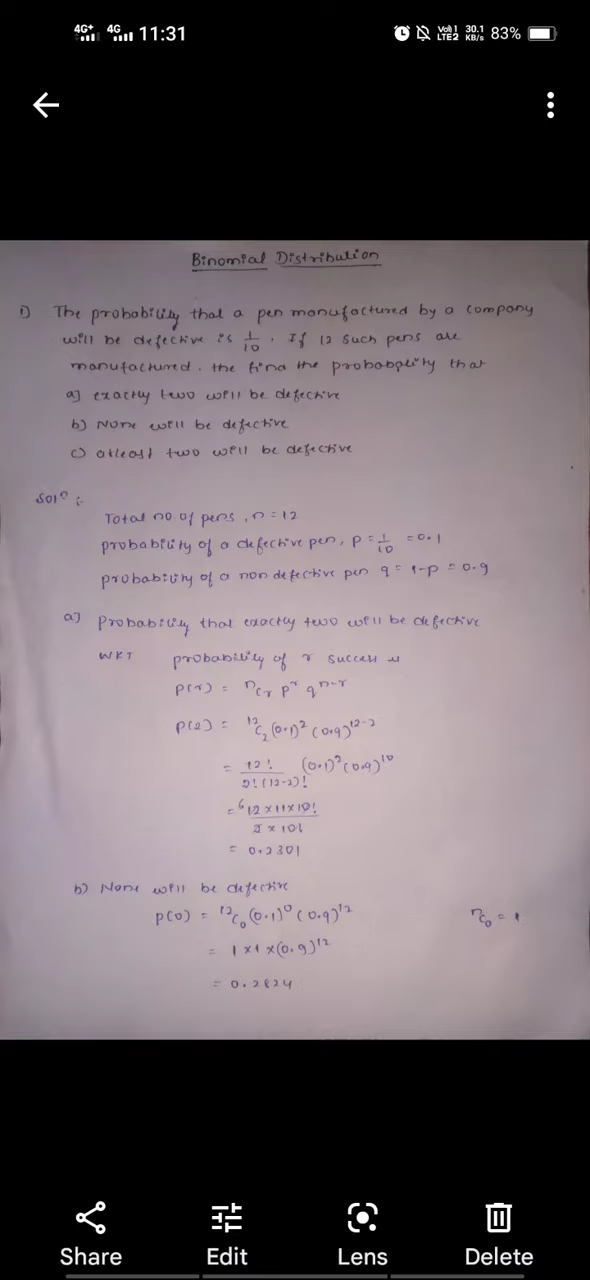 4G+ 4G 11:31 Vo) 1 LTE2 30.1 KB/s 83%
Binomial Distribution
1) The probability that a pen manufactured by a company
will be defective is 1/10. If 12 such pens are
manufactured. the find the probability that
a) exactly two will be defective
b) None will be defective
c) atleast two will be defective
Solⁿ :-
Total no of pens, n = 12
probability of a defective pen, p = 1/10 = 0.1
probability of a non defective pen q = 1-p = 0.9
a) Probability that exactly two will be defective
WKT probability of r success is
p(r) = ⁿCᵣ pʳ qⁿ⁻ʳ
p(2) = ¹²C₂ (0.1)² (0.9)¹²⁻²
= 12! / 2!(12-2)! (0.1)² (0.9)¹⁰
= ⁶12 × 11 × 10! / 2 × 10!
= 0.2301
b) None will be defective
p(0) = ¹²C₀ (0.1)⁰ (0.9)¹² ⁿC₀ = 1
= 1 × 1 × (0.9)¹²
= 0.2824
Share Edit Lens Delete